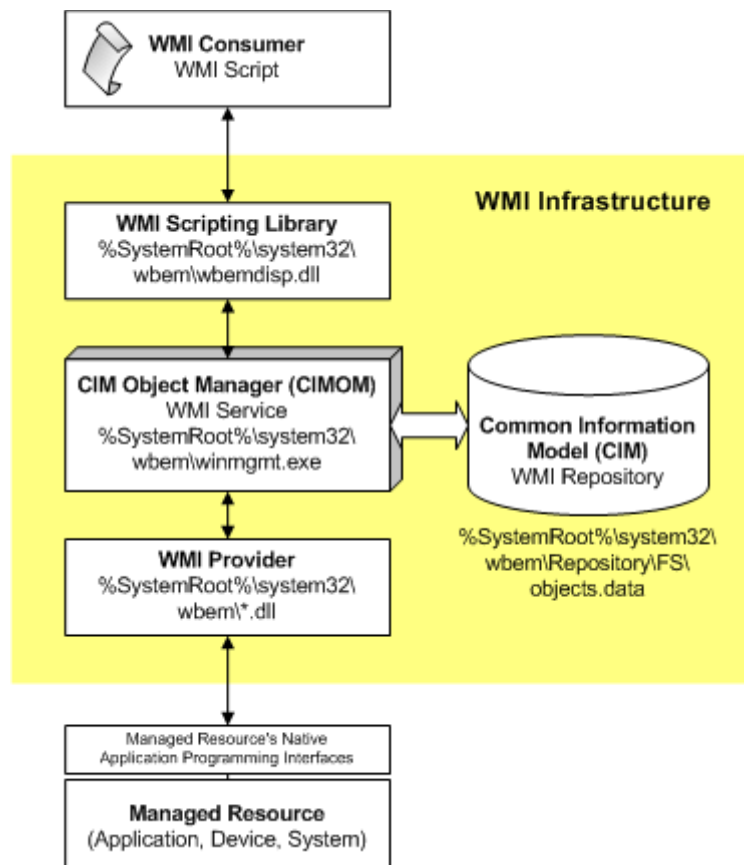 WMI Consumer
WMI Script
WMI Infrastructure
WMI Scripting Library
%SystemRoot%\system32\
wbem\wbemdisp.dll
CIM Object Manager (CIMOM)
WMI Service
%SystemRoot%\system32\
wbem\winmgmt.exe
Common Information
Model (CIM)
WMI Repository
%SystemRoot%\system32\
wbem\Repository\FS\
objects.data
WMI Provider
%SystemRoot%\system32\
wbem\*.dll
Managed Resource's Native
Application Programming Interfaces
Managed Resource
(Application, Device, System)